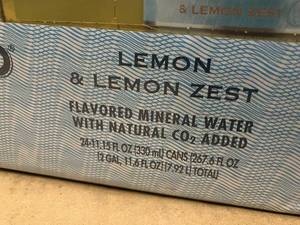 & LEMON ZEST
LEMON
& LEMON ZEST
FLAVORED MINERAL WATER
WITH NATURAL CO₂ ADDED
24-11.15 FL OZ (330 ml) CANS (267.6 FL OZ
(2 GAL, 11.6 FL OZ) (7.92 L) TOTAL)